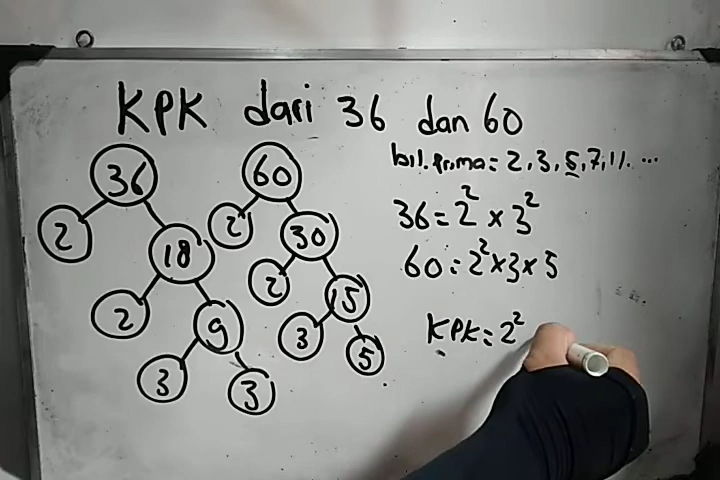 KPK dari 36 dan 60
bil. prima = 2, 3, 5, 7, 11. ...
36 = 2² × 3²
60 = 2² × 3 × 5
KPK = 2²
36
2
18
2
9
3
3
60
2
30
2
15
3
5